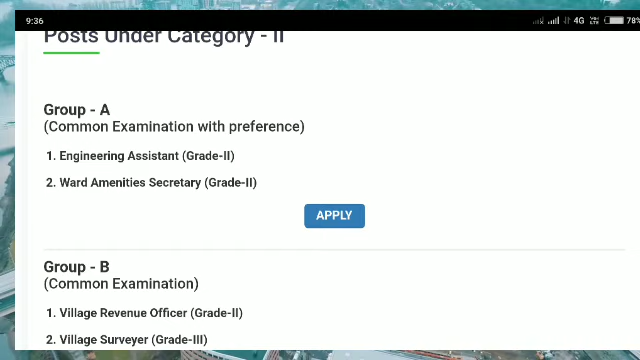 9:36
4G
VoLTE
78%
Posts Under Category - II
Group - A
(Common Examination with preference)
1. Engineering Assistant (Grade-II)
2. Ward Amenities Secretary (Grade-II)
APPLY
Group - B
(Common Examination)
1. Village Revenue Officer (Grade-II)
2. Village Surveyer (Grade-III)